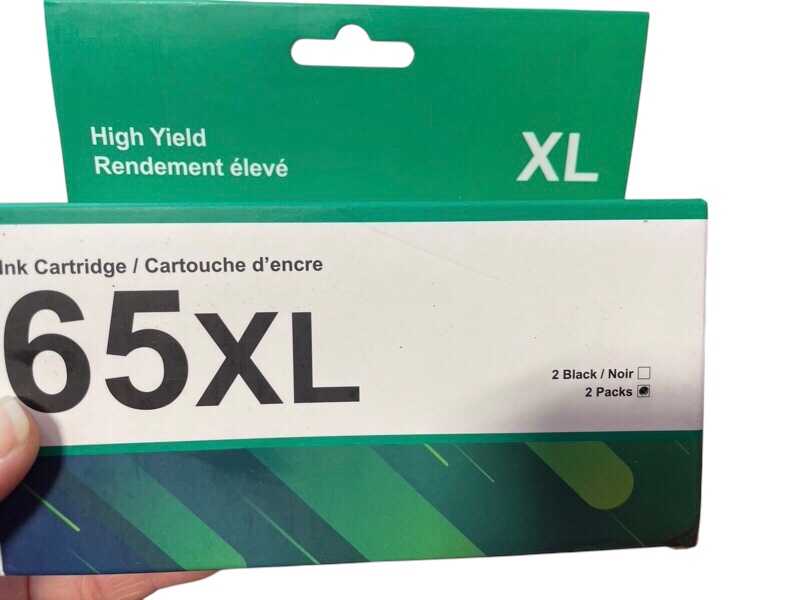 High Yield
Rendement élevé
XL
Ink Cartridge / Cartouche d'encre
65XL
2 Black / Noir
2 Packs